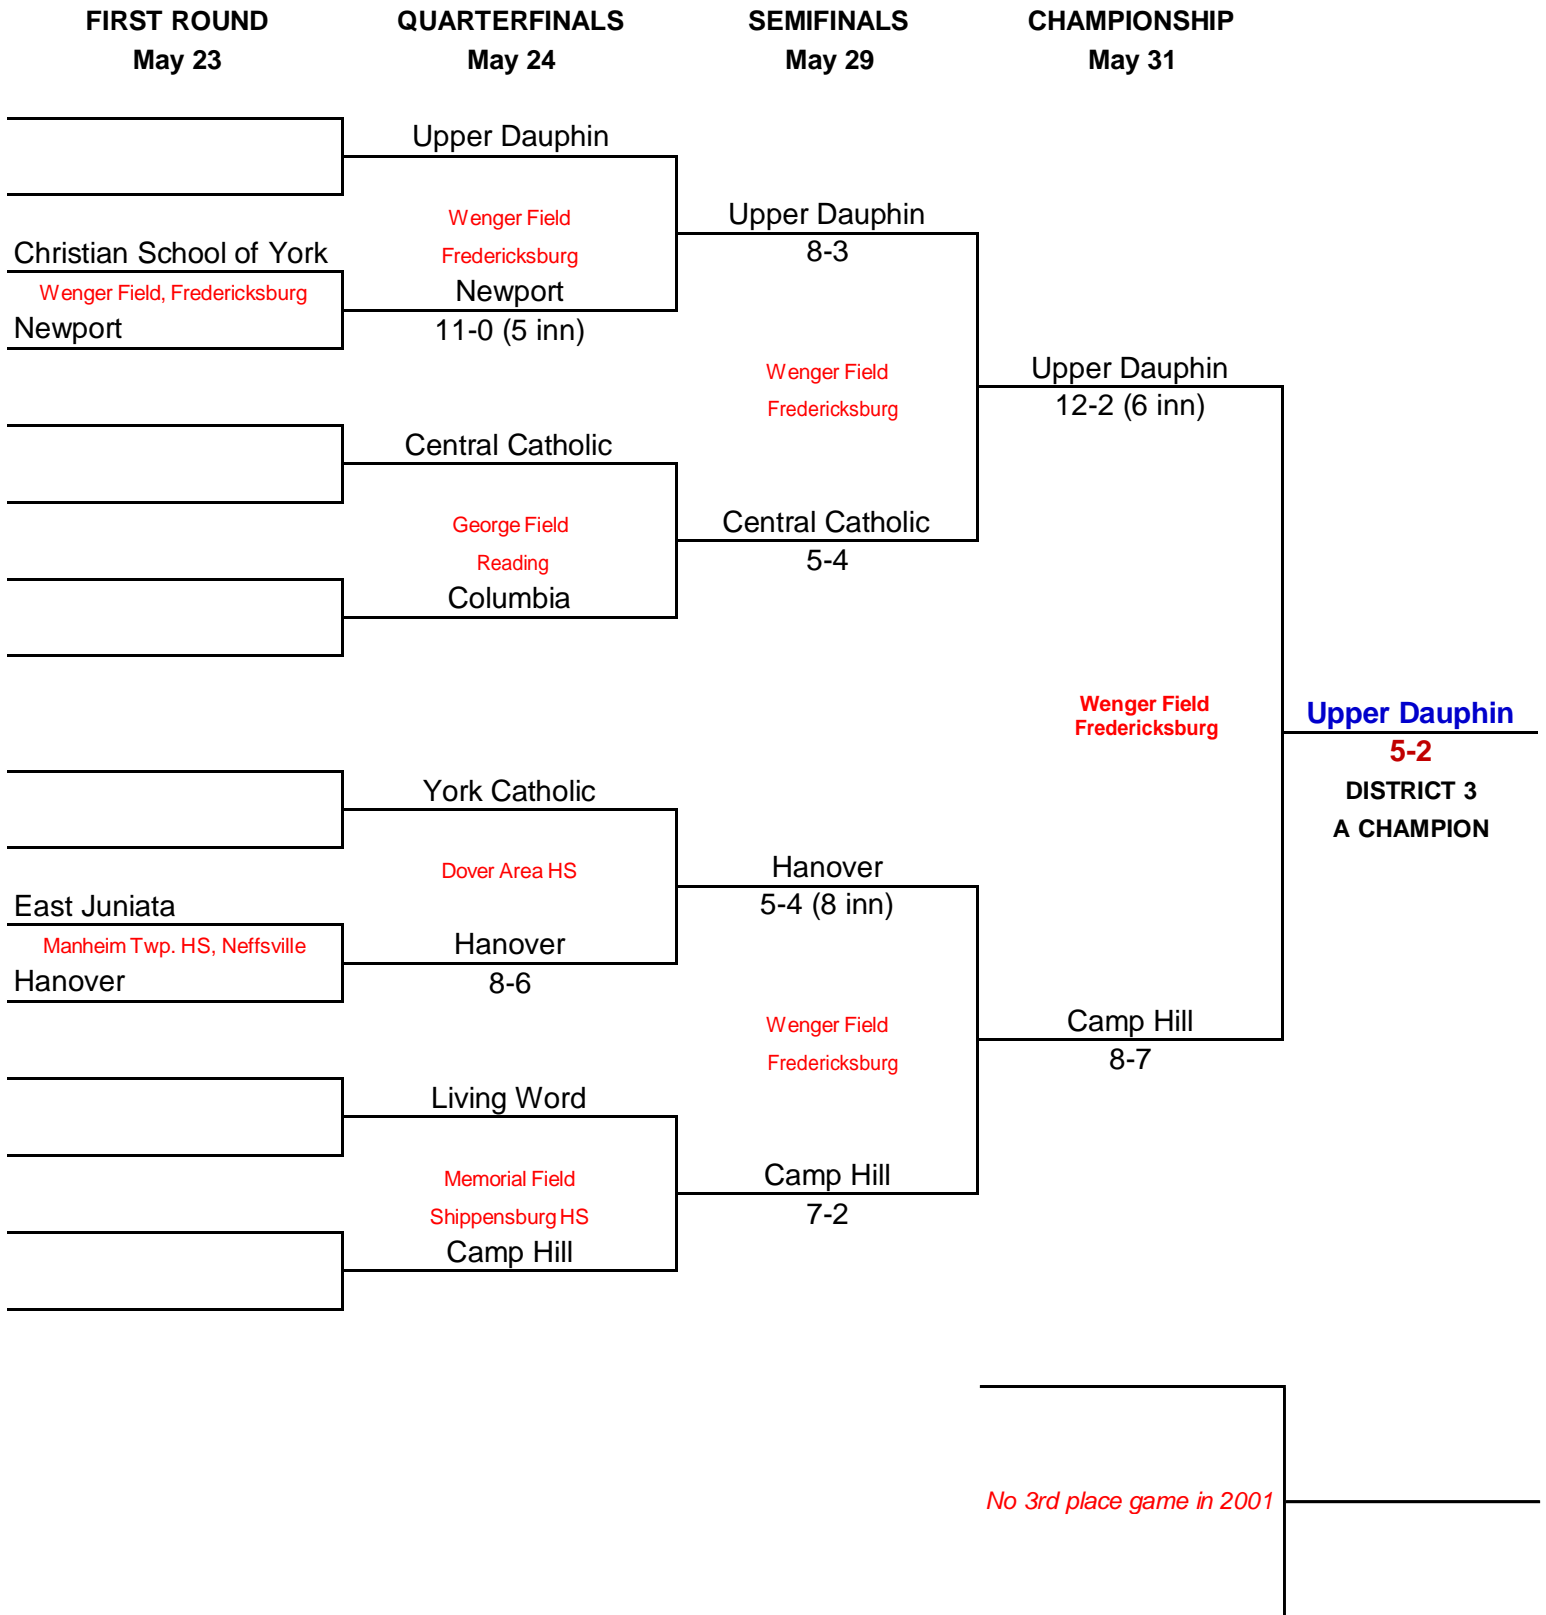 FIRST ROUND
May 23
QUARTERFINALS
May 24
SEMIFINALS
May 29
CHAMPIONSHIP
May 31
Christian School of York
Wenger Field, Fredericksburg
Newport
East Juniata
Manheim Twp. HS, Neffsville
Hanover
Upper Dauphin
Wenger Field
Fredericksburg
Newport
11-0 (5 inn)
Central Catholic
George Field
Reading
Columbia
York Catholic
Dover Area HS
Hanover
8-6
Living Word
Memorial Field
Shippensburg HS
Camp Hill
Upper Dauphin
8-3
Wenger Field
Fredericksburg
Central Catholic
5-4
Hanover
5-4 (8 inn)
Wenger Field
Fredericksburg
Camp Hill
7-2
Upper Dauphin
12-2 (6 inn)
Wenger Field
Fredericksburg
Camp Hill
8-7
Upper Dauphin
5-2
DISTRICT 3
A CHAMPION
No 3rd place game in 2001